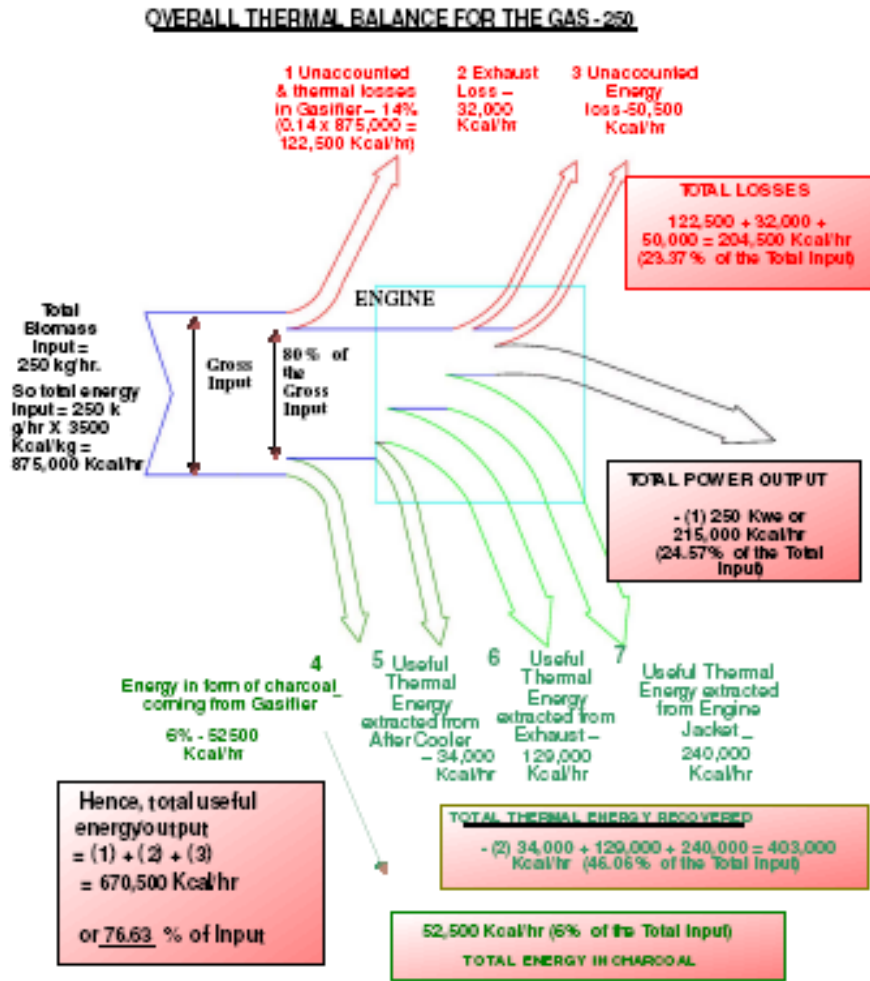 OVERALL THERMAL BALANCE FOR THE GAS - 250
1 Unaccounted
& thermal losses
in Gasifier – 14%
(0.14 x 875,000 =
122,500 Kcal/hr)
2 Exhaust
Loss –
32,000
Kcal/hr
3 Unaccounted
Energy
loss-50,500
Kcal/hr
TOTAL LOSSES
122,500 + 32,000 +
50,000 = 204,500 Kcal/hr
(23.37% of the Total Input)
ENGINE
Total
Biomass
Input =
250 kg/hr.
So total energy
Input = 250 k
g/hr X 3500
Kcal/kg =
875,000 Kcal/hr
Gross
Input
80% of
the
Gross
Input
TOTAL POWER OUTPUT
- (1) 250 Kwe or
215,000 Kcal/hr
(24.57% of the Total
Input)
4
Energy in form of charcoal
coming from Gasifier –
6% - 52500
Kcal/hr
5 Useful
Thermal
Energy
extracted from
After Cooler
– 34,000
Kcal/hr
6 Useful
Thermal
Energy
extracted from
Exhaust –
129,000
Kcal/hr
7
Useful Thermal
Energy extracted
from Engine
Jacket –
240,000
Kcal/hr
Hence, total useful
energy/output
= (1) + (2) + (3)
= 670,500 Kcal/hr
or 76.63 % of Input
TOTAL THERMAL ENERGY RECOVERED
- (2) 34,000 + 129,000 + 240,000 = 403,000
Kcal/hr (46.06% of the Total Input)
52,500 Kcal/hr (6% of the Total Input)
TOTAL ENERGY IN CHARCOAL